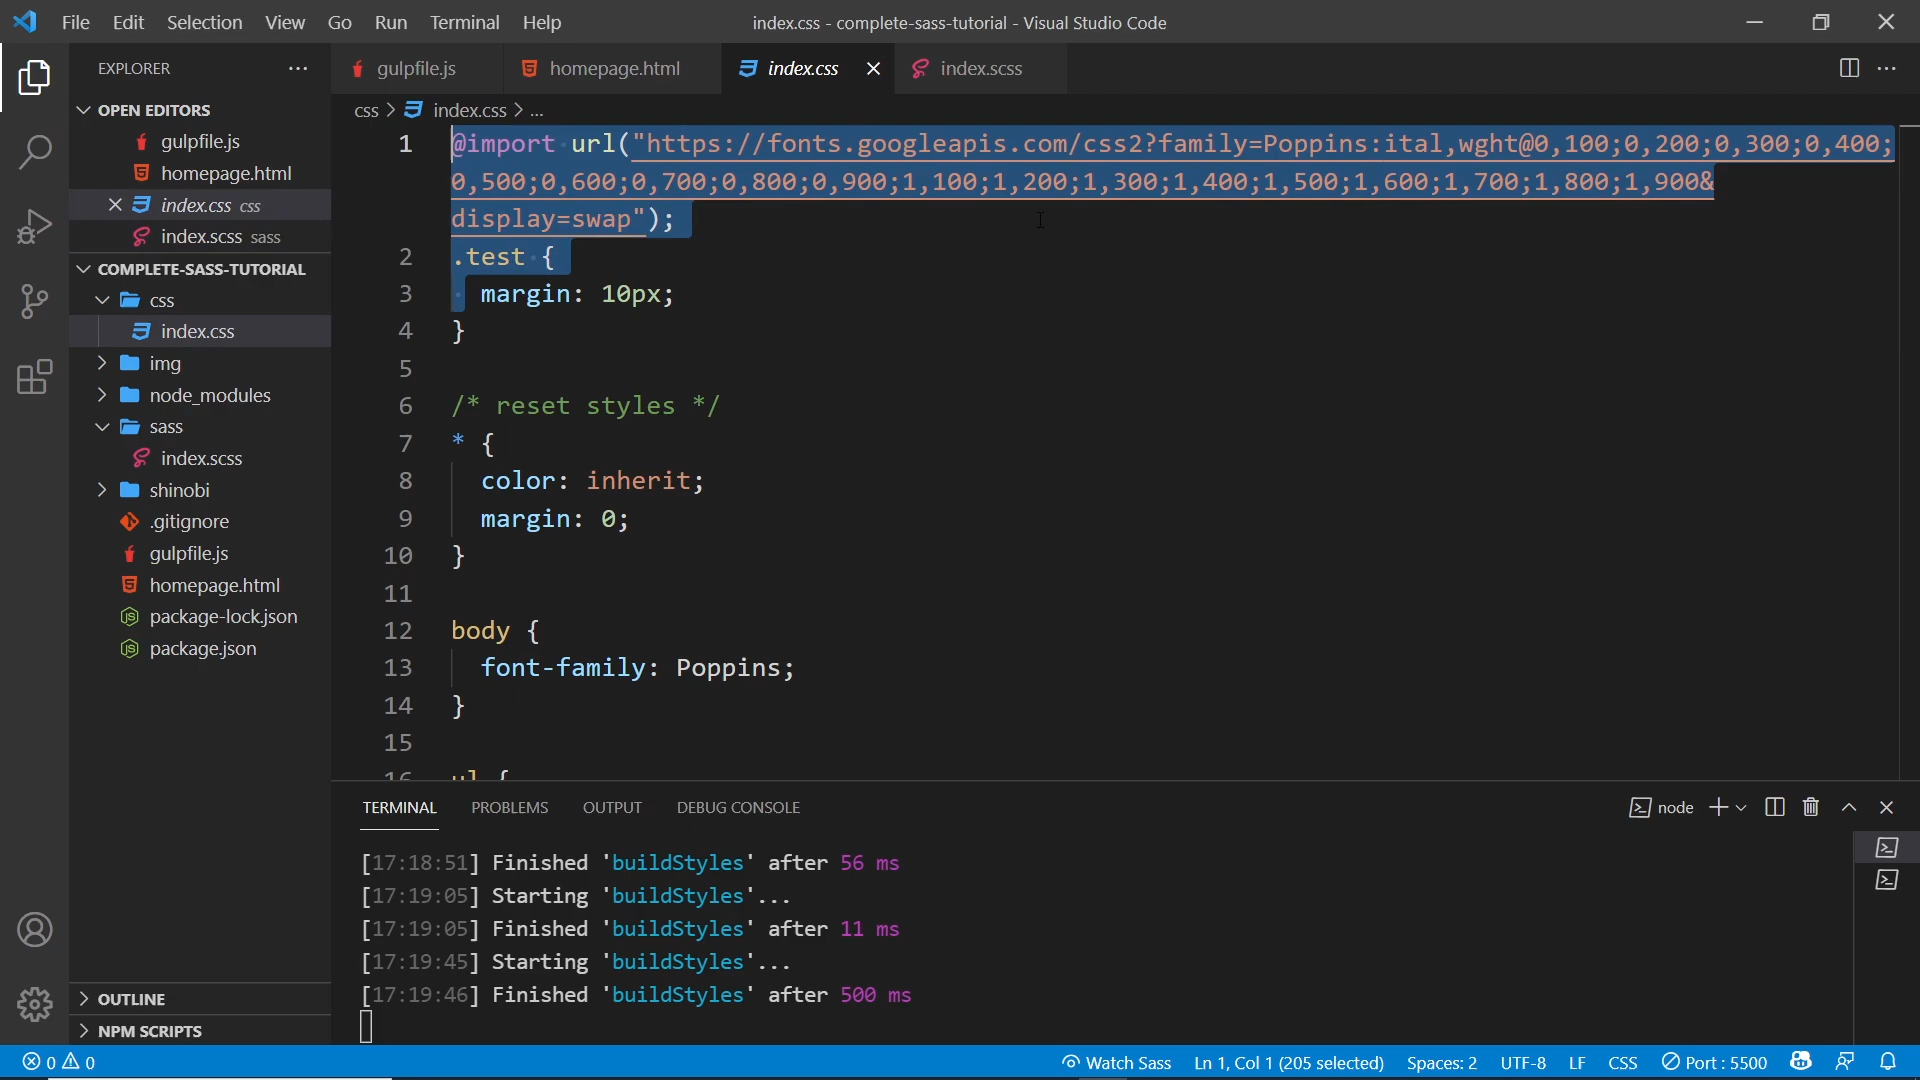 File Edit Selection View Go Run Terminal Help
index.css - complete-sass-tutorial - Visual Studio Code
EXPLORER
gulpfile.js
homepage.html
index.css
index.scss
OPEN EDITORS
gulpfile.js
homepage.html
index.css css
index.scss sass
COMPLETE-SASS-TUTORIAL
css
index.css
img
node_modules
sass
index.scss
shinobi
.gitignore
gulpfile.js
homepage.html
package-lock.json
package.json
OUTLINE
NPM SCRIPTS
css > index.css > ...
1 @import url("https://fonts.googleapis.com/css2?family=Poppins:ital,wght@0,100;0,200;0,300;0,400;
0,500;0,600;0,700;0,800;0,900;1,100;1,200;1,300;1,400;1,500;1,600;1,700;1,800;1,900&
display=swap");
2 .test {
3 margin: 10px;
4 }
5
6 /* reset styles */
7 * {
8 color: inherit;
9 margin: 0;
10 }
11
12 body {
13 font-family: Poppins;
14 }
15
16 ul {
TERMINAL PROBLEMS OUTPUT DEBUG CONSOLE
node
[17:18:51] Finished 'buildStyles' after 56 ms
[17:19:05] Starting 'buildStyles'...
[17:19:05] Finished 'buildStyles' after 11 ms
[17:19:45] Starting 'buildStyles'...
[17:19:46] Finished 'buildStyles' after 500 ms
0 0
Watch Sass Ln 1, Col 1 (205 selected) Spaces: 2 UTF-8 LF CSS Port : 5500